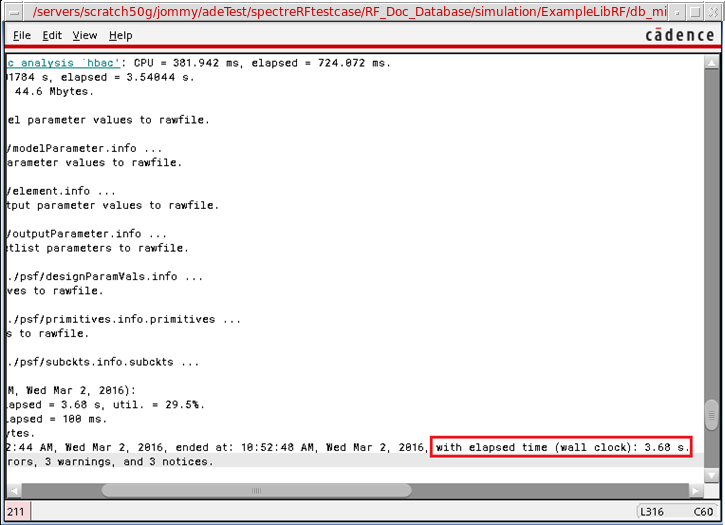 /servers/scratch50g/jommy/adeTest/spectreRFtestcase/RF_Doc_Database/simulation/ExampleLibRF/db_mi
File Edit View Help
cādence
c analysis `hbac': CPU = 381.942 ms, elapsed = 724.072 ms.
01784 s, elapsed = 3.54044 s.
44.6 Mbytes.
el parameter values to rawfile.
/modelParameter.info ...
arameter values to rawfile.
/element.info ...
tput parameter values to rawfile.
/outputParameter.info ...
etlist parameters to rawfile.
./psf/designParamVals.info ...
ves to rawfile.
./psf/primitives.info.primitives ...
s to rawfile.
./psf/subckts.info.subckts ...
M, Wed Mar 2, 2016):
lapsed = 3.68 s, util. = 29.5%.
lapsed = 100 ms.
ytes.
2:44 AM, Wed Mar 2, 2016, ended at: 10:52:48 AM, Wed Mar 2, 2016, with elapsed time (wall clock): 3.68 s.
rors, 3 warnings, and 3 notices.
211
L316 C60